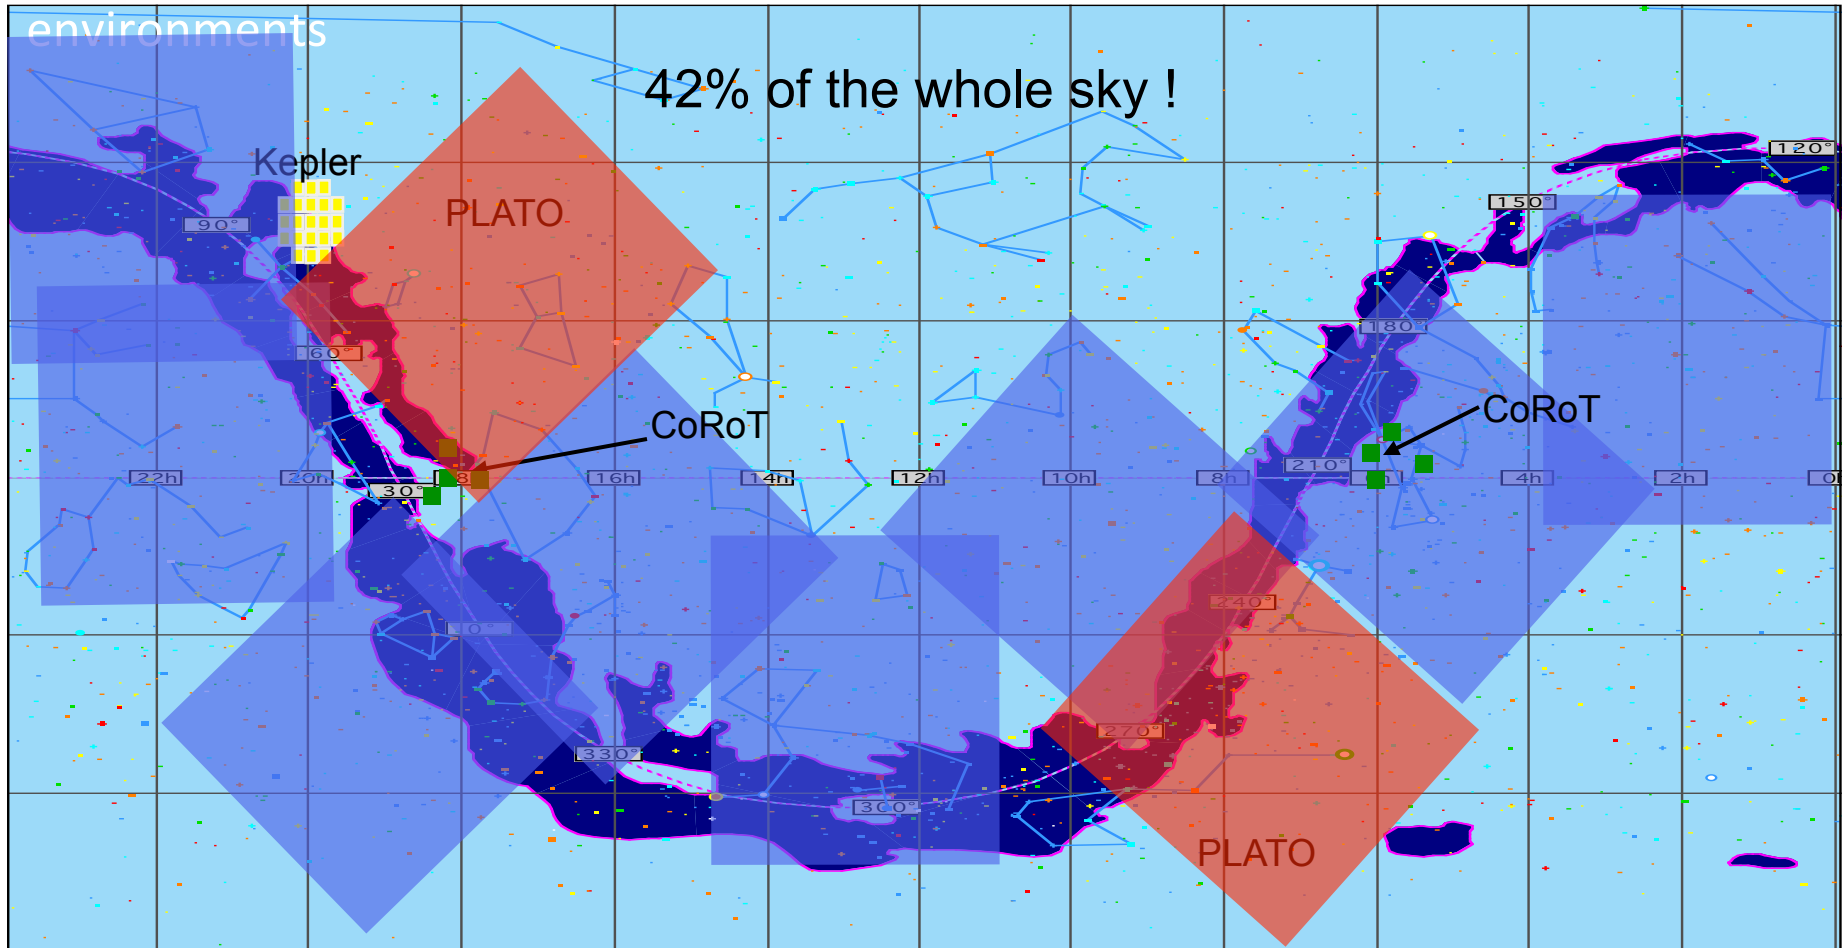 environments
42% of the whole sky !
120°
Kepler
150°
PLATO
90°
180°
60°
CoRoT
CoRoT
210°
22h
20h
16h
14h
12h
10h
8h
4h
2h
30°
240°
0°
270°
330°
300°
PLATO